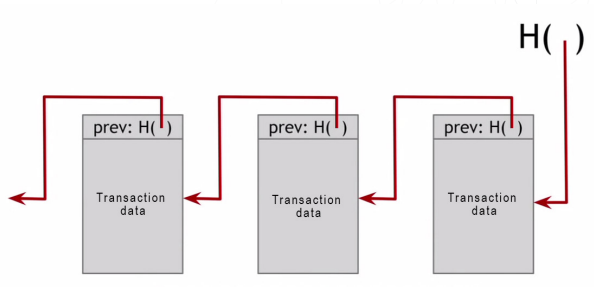 H( )
prev: H( )
prev: H( )
prev: H( )
Transaction
data
Transaction
data
Transaction
data